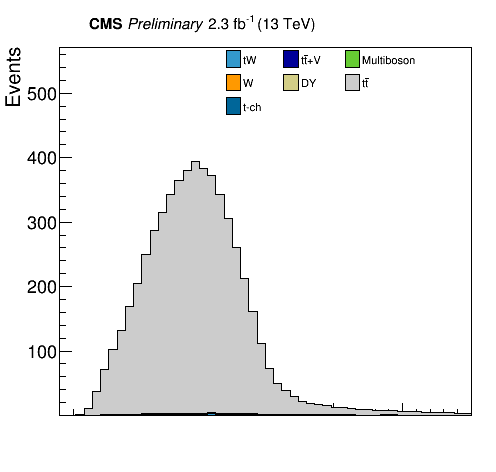 CMS Preliminary 2.3 fb⁻¹ (13 TeV)
Events
tW tt̄+V Multiboson
W DY tt̄
t-ch
500
400
300
200
100